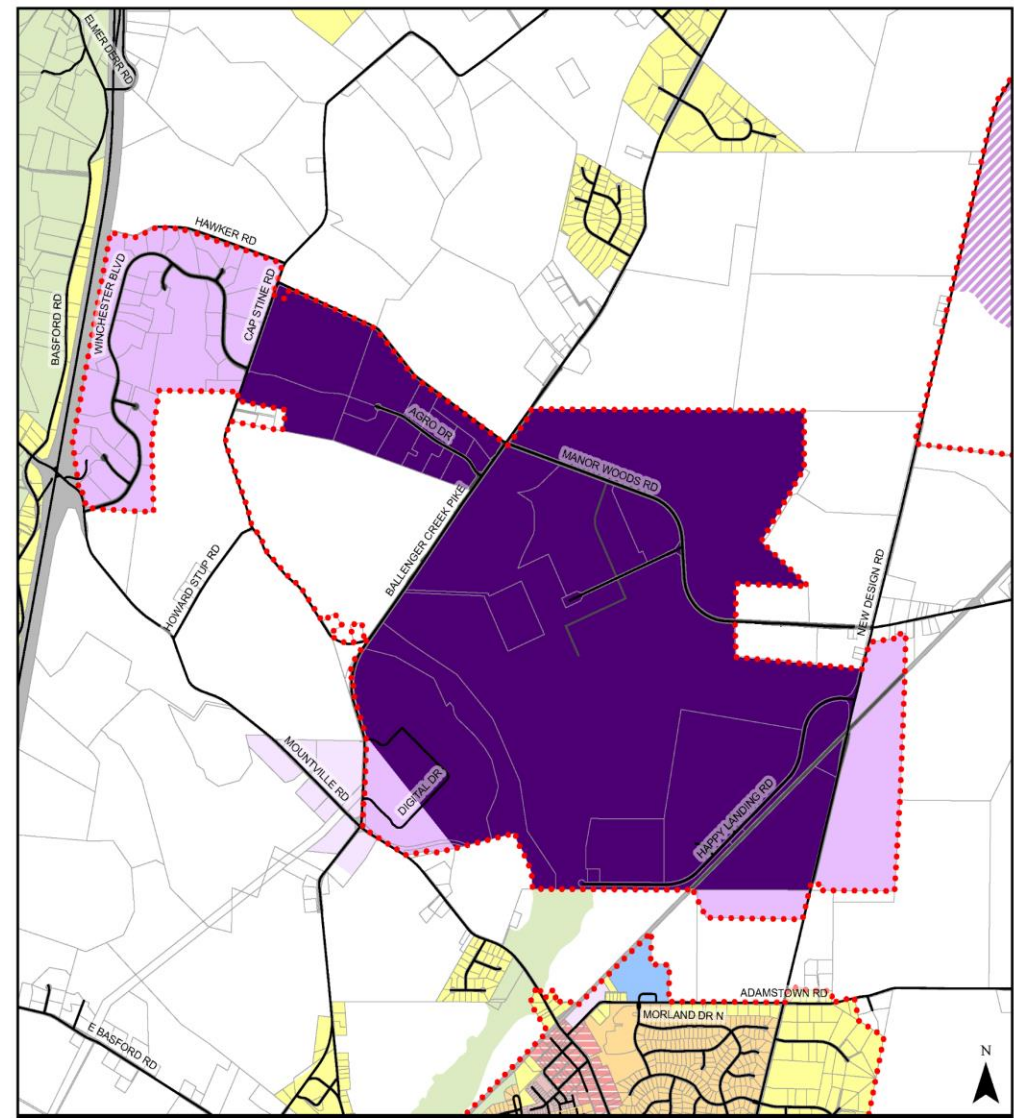 ELMER DERR RD
HAWKER RD
WINCHESTER BLVD
CAP STINE RD
BASFORD RD
AGRO DR
MANOR WOODS RD
BALLENGER CREEK PIKE
HOWARD STUP RD
NEW DESIGN RD
MOUNTVILLE RD
DIGITAL DR
HAPPY LANDING RD
ADAMSTOWN RD
MORLAND DR N
E BASFORD RD
N